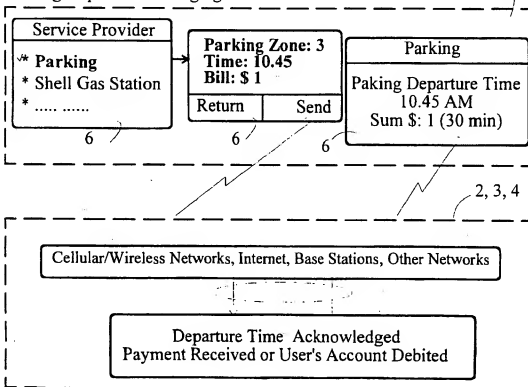 Service Provider
* Parking
* Shell Gas Station
* ..... ......
6
Parking Zone: 3
Time: 10.45
Bill: $ 1
Return Send
6
Parking
Paking Departure Time
10.45 AM
Sum $: 1 (30 min)
6
2, 3, 4
Cellular/Wireless Networks, Internet, Base Stations, Other Networks
Departure Time Acknowledged
Payment Received or User's Account Debited